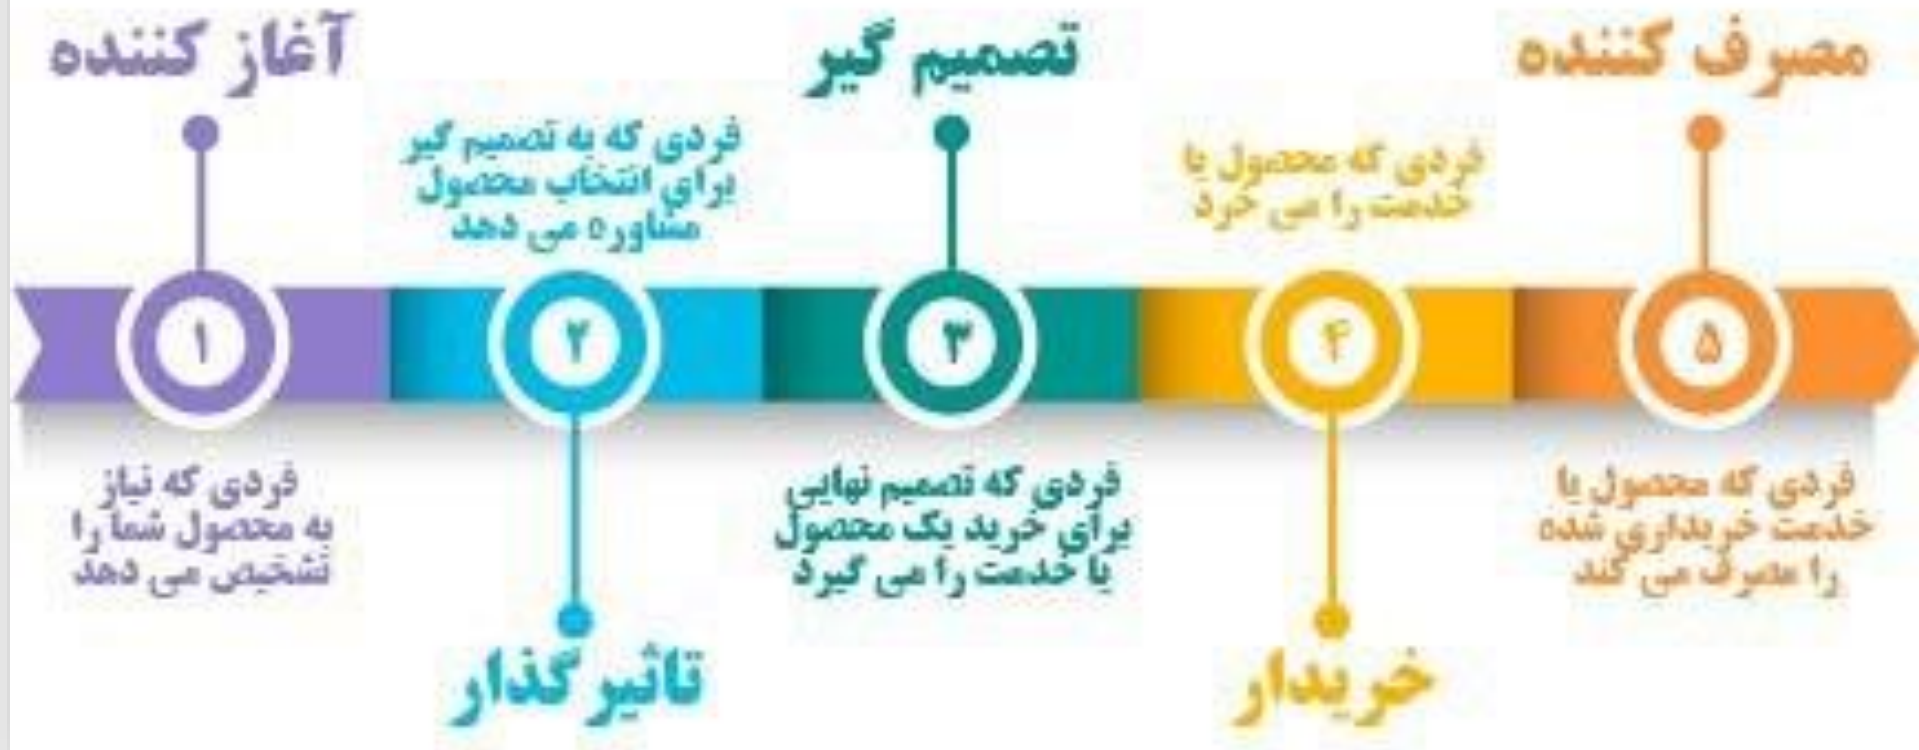 آغاز کننده
۱
فردی که نیاز
به محصول شما را
تشخیص می دهد
فردی که به تصمیم گیر
برای انتخاب محصول
مشاوره می دهد
۲
تاثیر گذار
تصمیم گیر
۳
فردی که تصمیم نهایی
برای خرید یک محصول
یا خدمت را می گیرد
فردی که محصول یا
خدمت را می خرد
۴
خریدار
مصرف کننده
۵
فردی که محصول یا
خدمت خریداری شده
را مصرف می کند